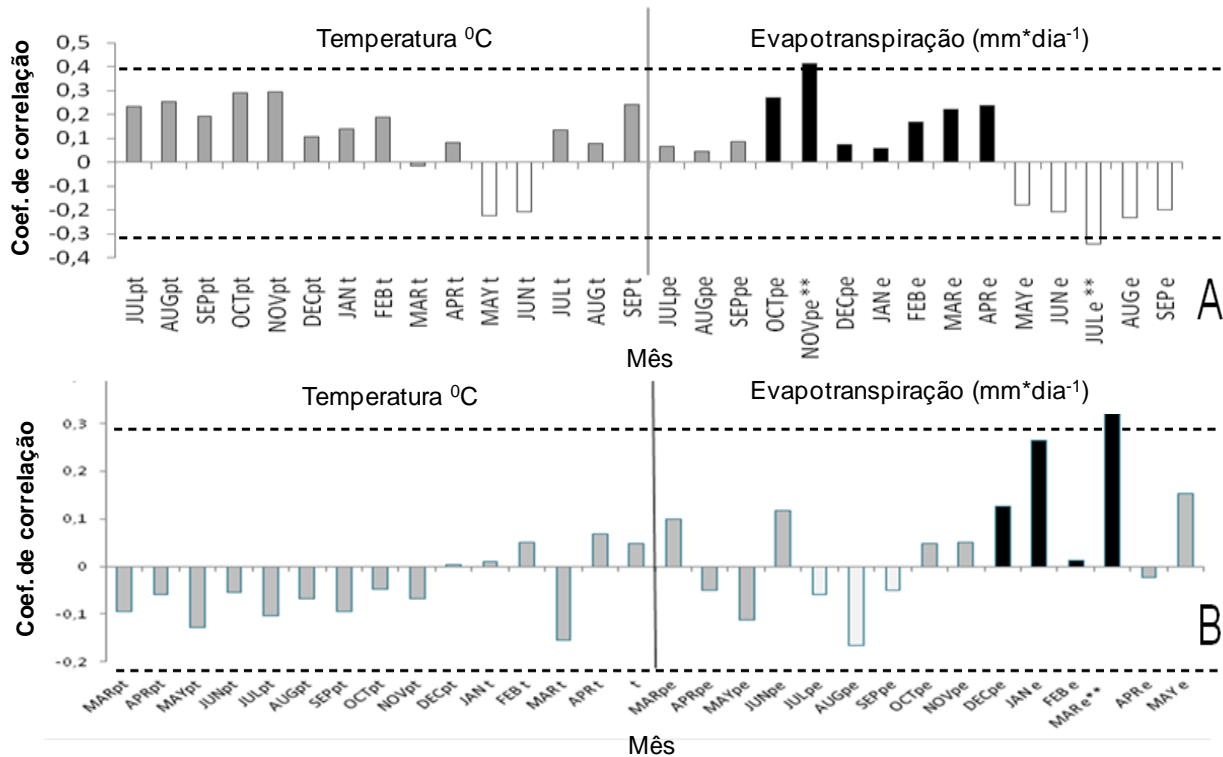 Temperatura ⁰C
Evapotranspiração (mm*dia⁻¹)
Coef. de correlação
0,5
0,4
0,3
0,2
0,1
0
-0,1
-0,2
-0,3
-0,4
JULpt
AUGpt
SEPpt
OCTpt
NOVpt
DECpt
JAN t
FEB t
MAR t
APR t
MAY t
JUN t
JUL t
AUG t
SEP t
JULpe
AUGpe
SEPpe
OCTpe
NOVpe **
DECpe
JAN e
FEB e
MAR e
APR e
MAY e
JUN e
JUL e **
AUG e
SEP e
A
Mês
Temperatura ⁰C
Evapotranspiração (mm*dia⁻¹)
Coef. de correlação
0,3
0,2
0,1
0
-0,1
-0,2
MARpt
APRpt
MAYpt
JUNpt
JULpt
AUGpt
SEPpt
OCTpt
NOVpt
DECpt
JAN t
FEB t
MAR t
APR t
t
MARpe
APRpe
MAYpe
JUNpe
JULpe
AUGpe
SEPpe
OCTpe
NOVpe
DECpe
JAN e
FEB e
MAR e**
APR e
MAY e
B
Mês